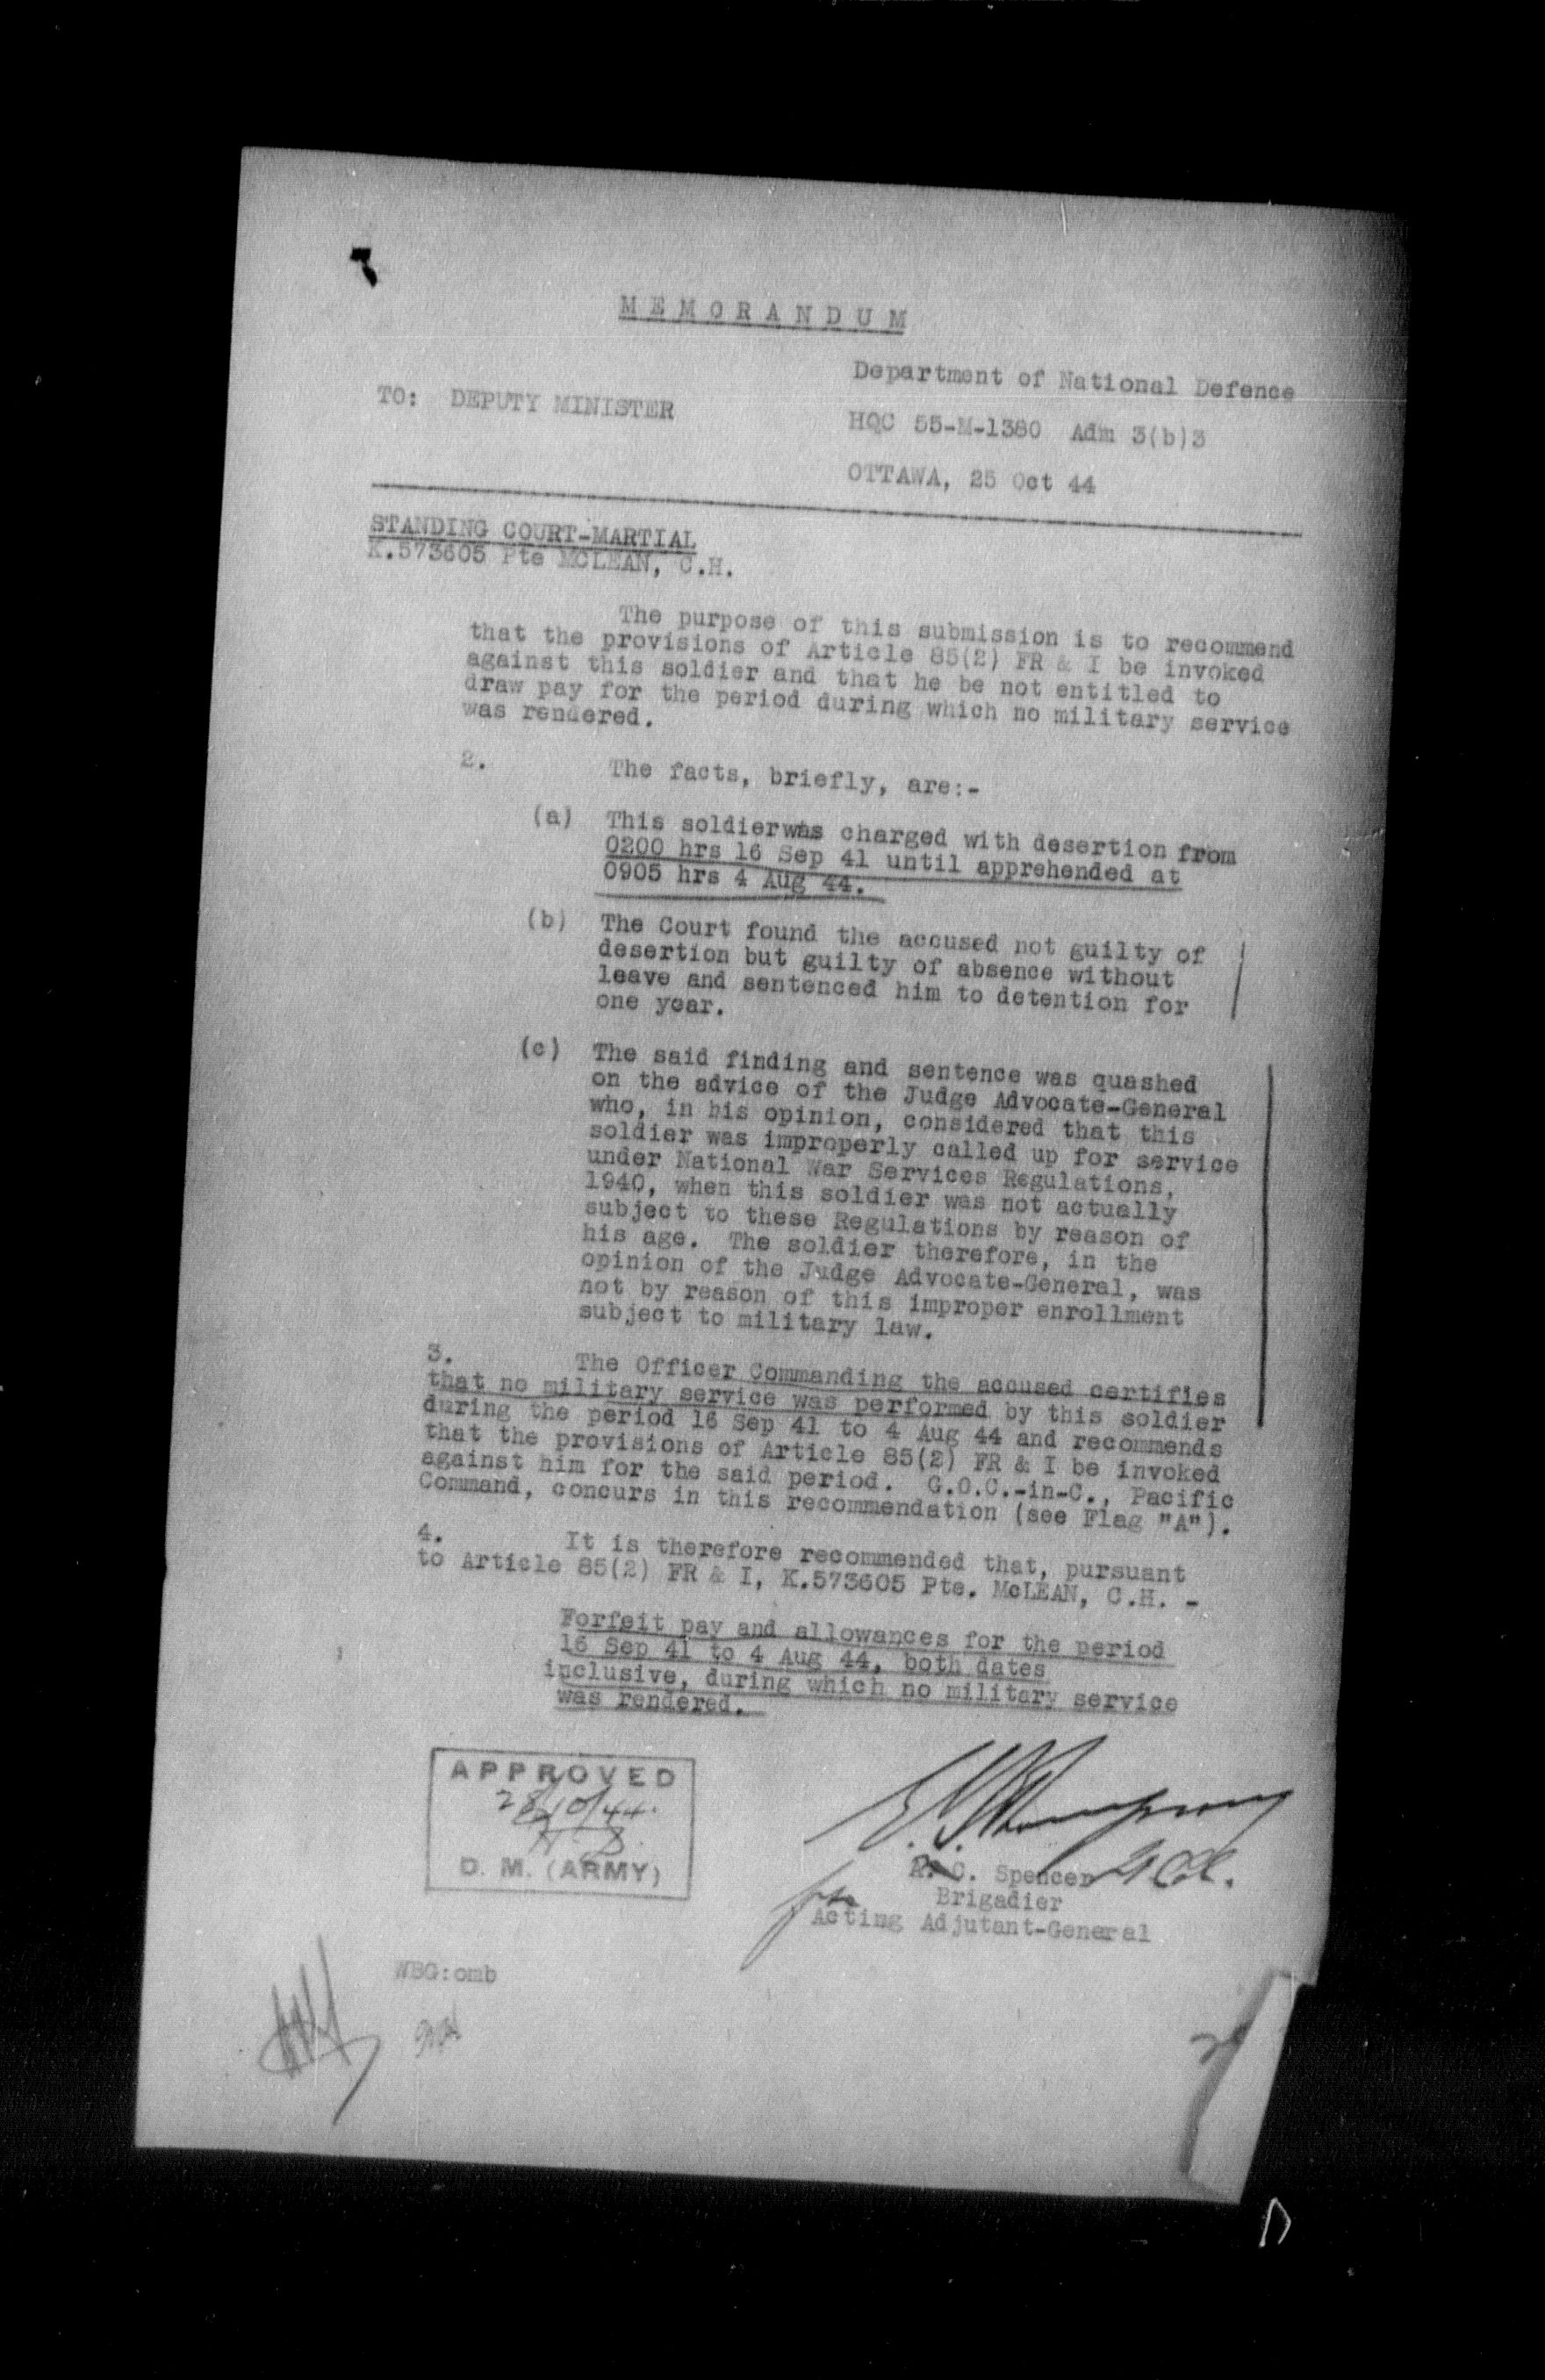 MEMORANDUM
Department of National Defence
TO: DEPUTY MINISTER
HQC 55-M-1380 Adm 3(b)3
OTTAWA, 25 Oct 44
STANDING COURT-MARTIAL
K.573605 Pte MCLEAN, C.H.
The purpose of this submission is to recommend
that the provisions of Article 85(2) FR & I be invoked
against this soldier and that he be not entitled to
draw pay for the period during which no military service
was rendered.
2. The facts, briefly, are:-
(a) This soldier was charged with desertion from
0200 hrs 16 Sep 41 until apprehended at
0905 hrs 4 Aug 44.
(b) The Court found the accused not guilty of
desertion but guilty of absence without
leave and sentenced him to detention for
one year.
(c) The said finding and sentence was quashed
on the advice of the Judge Advocate-General
who, in his opinion, considered that this
soldier was improperly called up for service
under National War Services Regulations,
1940, when this soldier was not actually
subject to these Regulations by reason of
his age. The soldier therefore, in the
opinion of the Judge Advocate-General, was
not by reason of this improper enrollment
subject to military law.
3. The Officer Commanding the accused certifies
that no military service was performed by this soldier
during the period 16 Sep 41 to 4 Aug 44 and recommends
that the provisions of Article 85(2) FR & I be invoked
against him for the said period. G.O.C.-in-C., Pacific
Command, concurs in this recommendation (see Flag "A").
4. It is therefore recommended that, pursuant
to Article 85(2) FR & I, K.573605 Pte. McLEAN, C.H. -
Forfeit pay and allowances for the period
16 Sep 41 to 4 Aug 44, both dates
inclusive, during which no military service
was rendered.
APPROVED
28/10/44.
D. M. (ARMY)
A. C. Spencer
Brigadier
for Acting Adjutant-General
WBG:omb